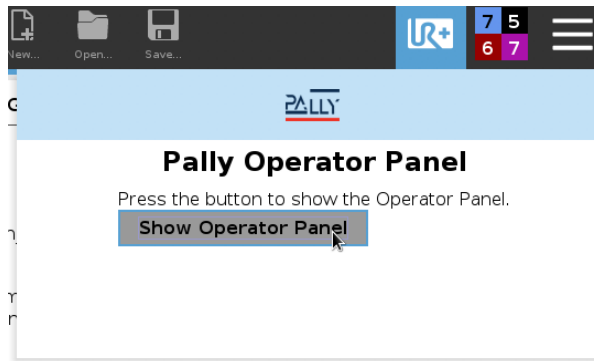 New...
Open...
Save...
UR+
7 5
6 7
PALLY
Pally Operator Panel
Press the button to show the Operator Panel.
Show Operator Panel